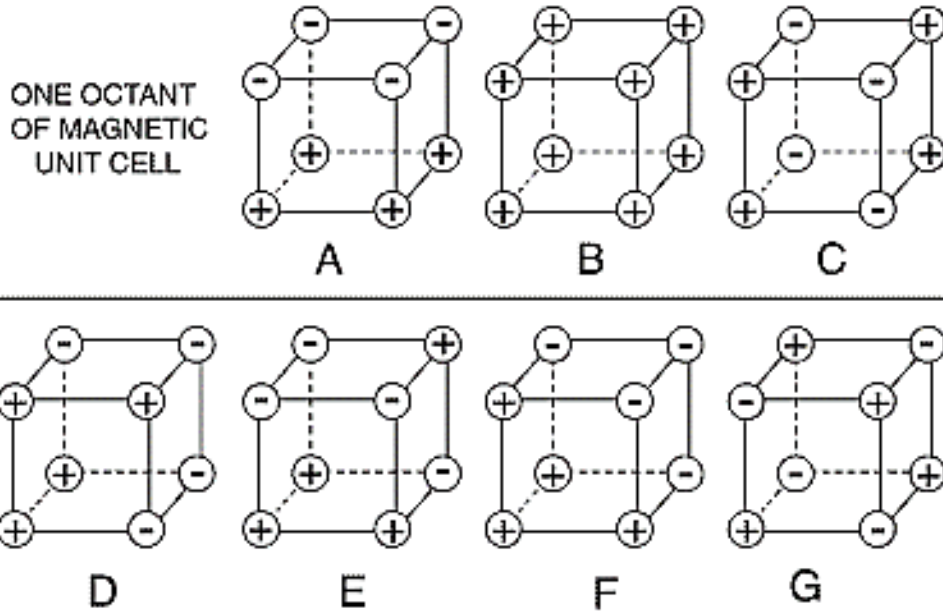 ONE OCTANT
OF MAGNETIC
UNIT CELL
- - + + + + - +
- - + + + -
+ + + + - +
+ + + + + -
A B C
- - - + - - + -
+ + - - + - - +
+ - + - + - - +
+ - + + + + + -
D E F G